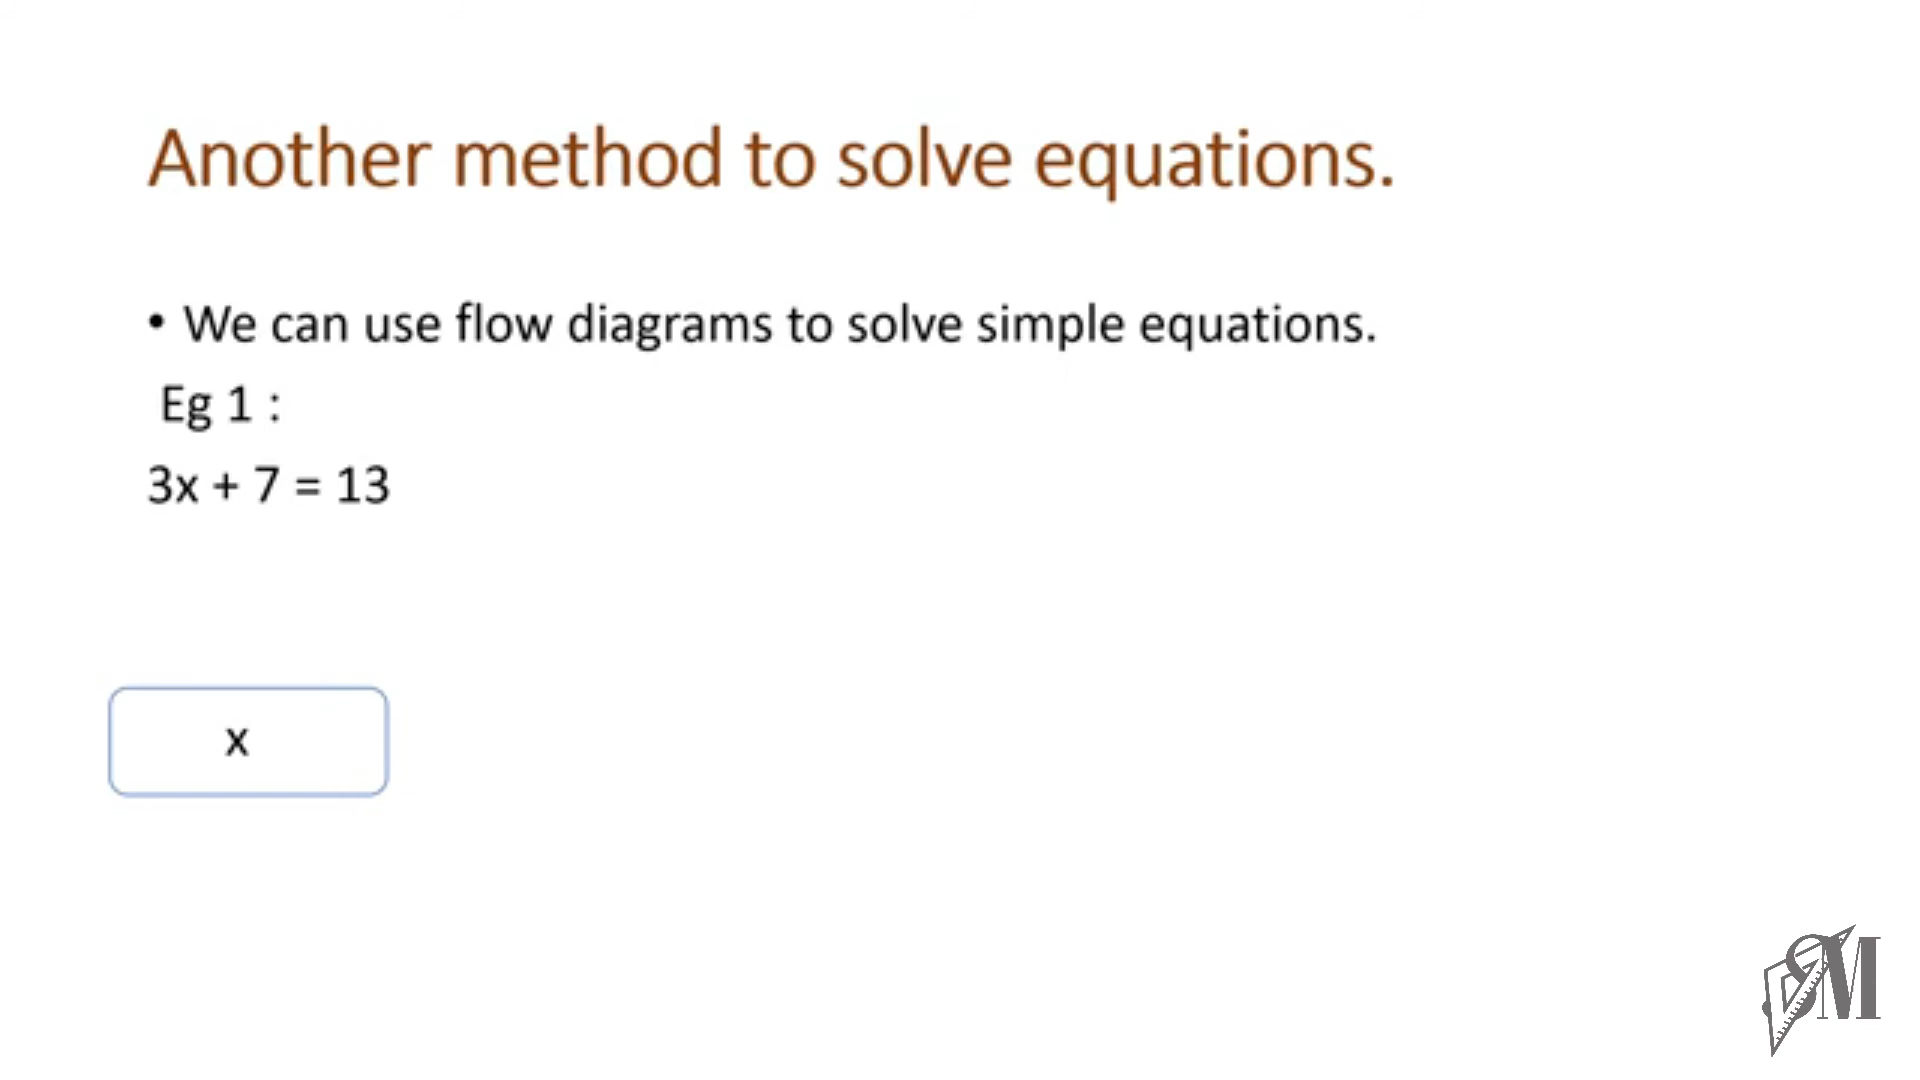 Another method to solve equations.
• We can use flow diagrams to solve simple equations.
Eg 1 :
3x + 7 = 13
x
SM